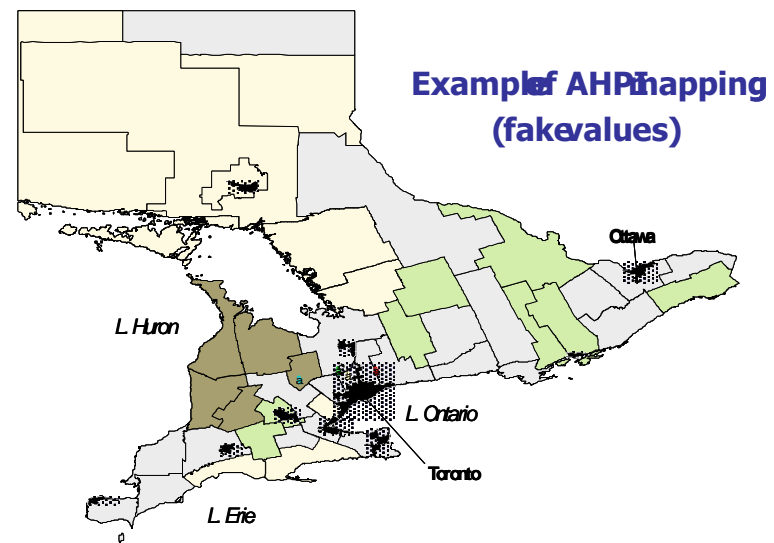 Example of AHPI mapping
(fake values)
Ottawa
L. Huron
a
L. Ontario
Toronto
L. Erie